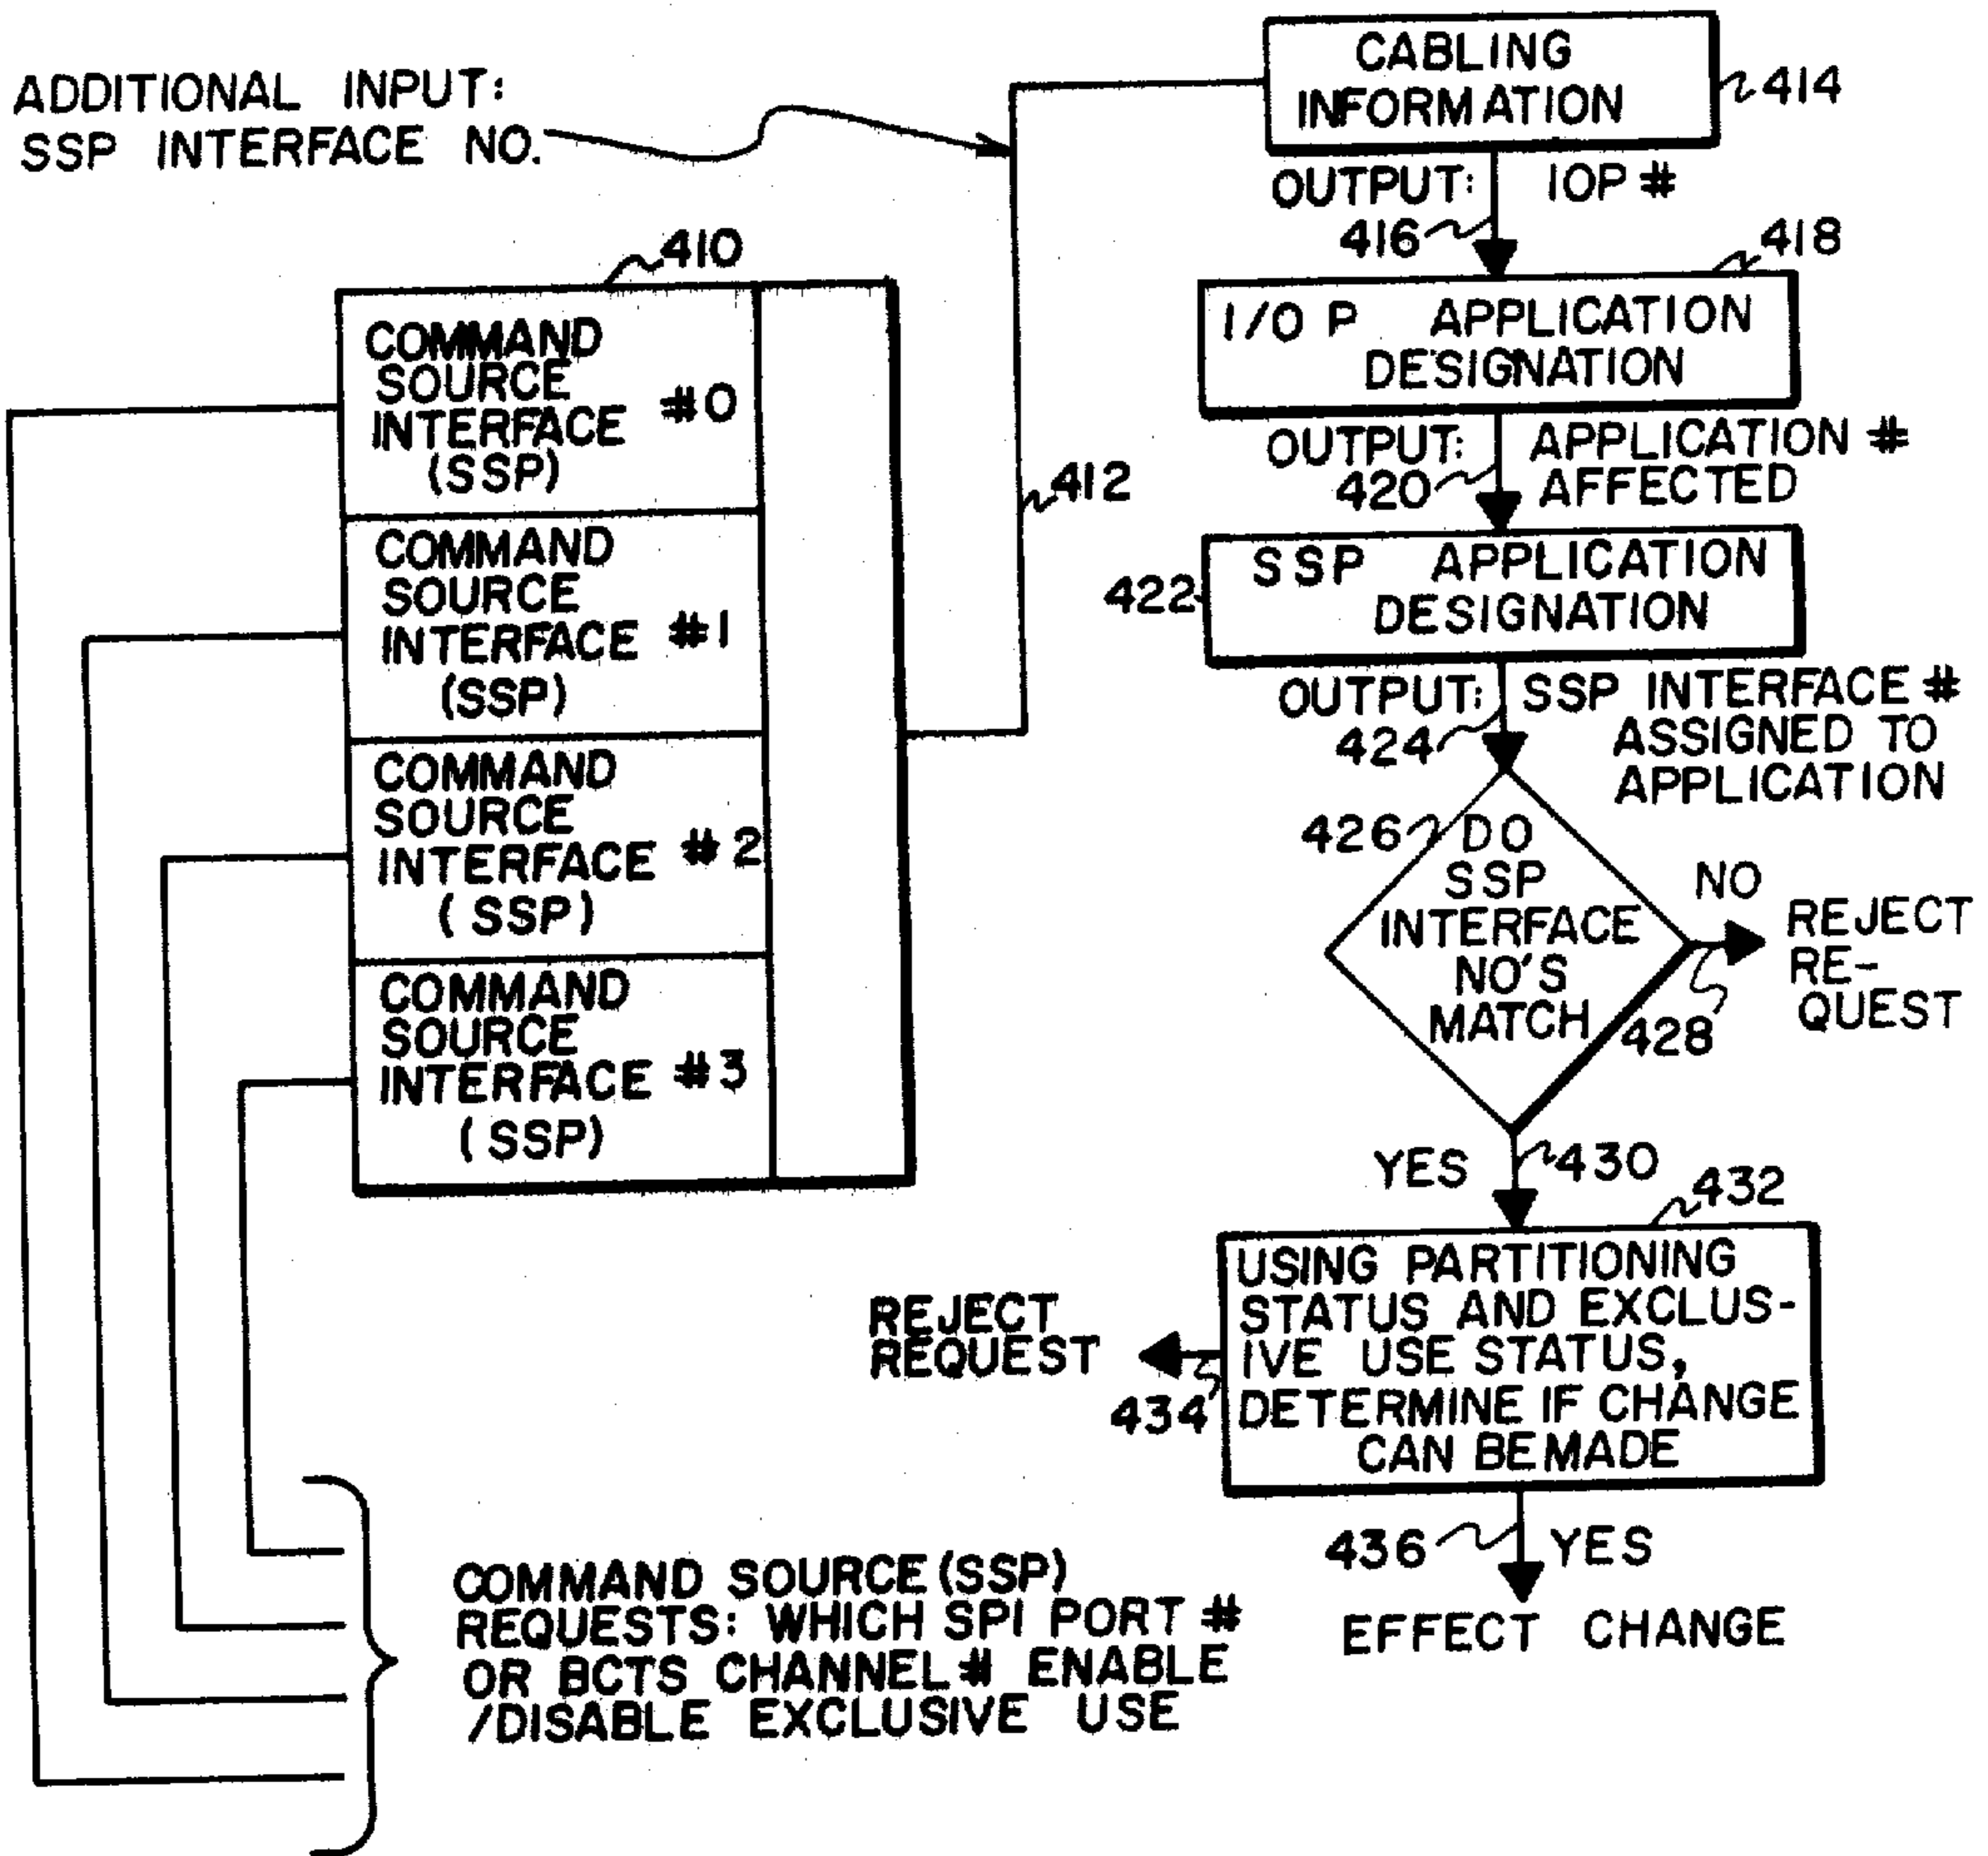 ADDITIONAL INPUT:
SSP INTERFACE NO.
410
COMMAND
SOURCE
INTERFACE #0
(SSP)
COMMAND
SOURCE
INTERFACE #1
(SSP)
COMMAND
SOURCE
INTERFACE #2
(SSP)
COMMAND
SOURCE
INTERFACE #3
(SSP)
412
COMMAND SOURCE (SSP)
REQUESTS: WHICH SPI PORT #
OR BCTS CHANNEL # ENABLE
/DISABLE EXCLUSIVE USE
CABLING
INFORMATION
414
OUTPUT: IOP #
416
418
I/O P APPLICATION
DESIGNATION
OUTPUT: APPLICATION #
420 AFFECTED
422
SSP APPLICATION
DESIGNATION
OUTPUT: SSP INTERFACE #
424 ASSIGNED TO
APPLICATION
426
DO
SSP
INTERFACE
NO'S
MATCH
NO
428
REJECT
RE-
QUEST
YES
430
432
USING PARTITIONING
STATUS AND EXCLUS-
IVE USE STATUS,
DETERMINE IF CHANGE
CAN BE MADE
REJECT
REQUEST
434
436 YES
EFFECT CHANGE